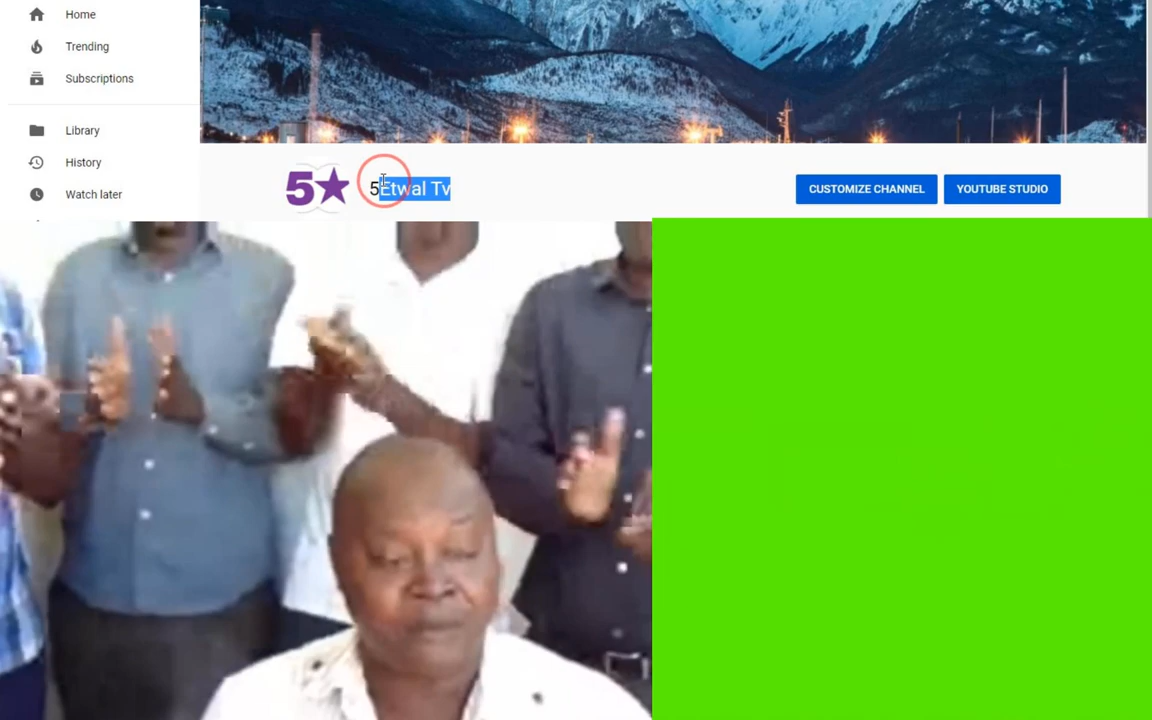 Home
Trending
Subscriptions
Library
History
Watch later
5★ 5Etwal Tv CUSTOMIZE CHANNEL YOUTUBE STUDIO